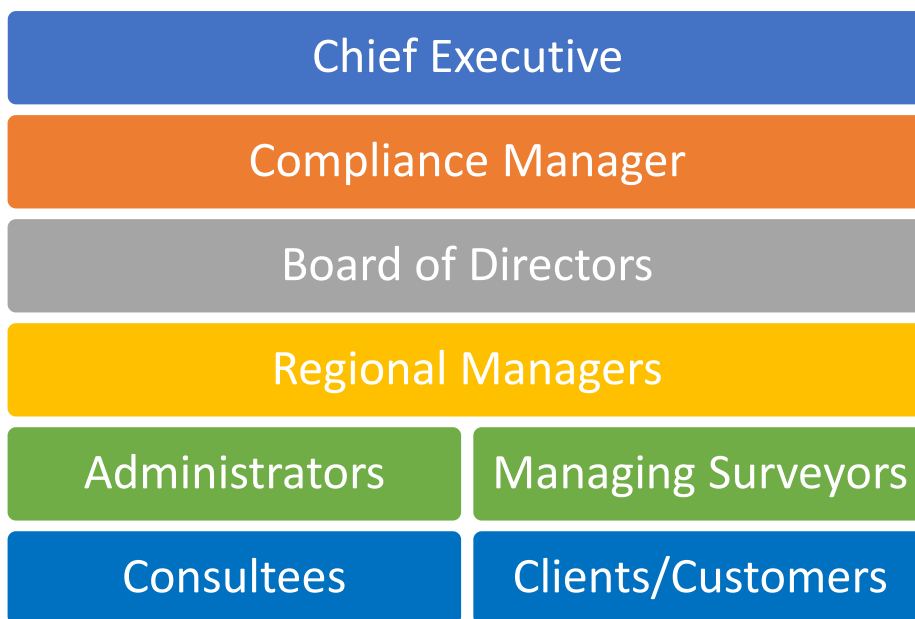 Chief Executive
Compliance Manager
Board of Directors
Regional Managers
Administrators
Managing Surveyors
Consultees
Clients/Customers